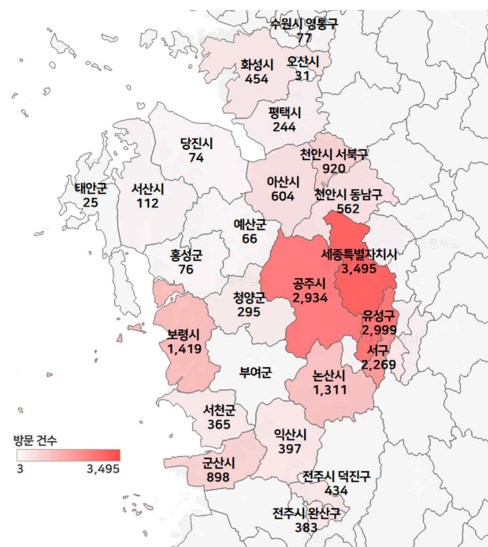 수원시 영통구
77
화성시
454
오산시
31
평택시
244
당진시
74
천안시 서북구
920
태안군
25
서산시
112
아산시
604
천안시 동남구
562
예산군
66
홍성군
76
세종특별자치시
3,495
공주시
2,934
청양군
295
유성구
2,999
보령시
1,419
서구
2,269
부여군
논산시
1,311
서천군
365
익산시
397
방문 건수
3
3,495
군산시
898
전주시 덕진구
434
전주시 완산구
383